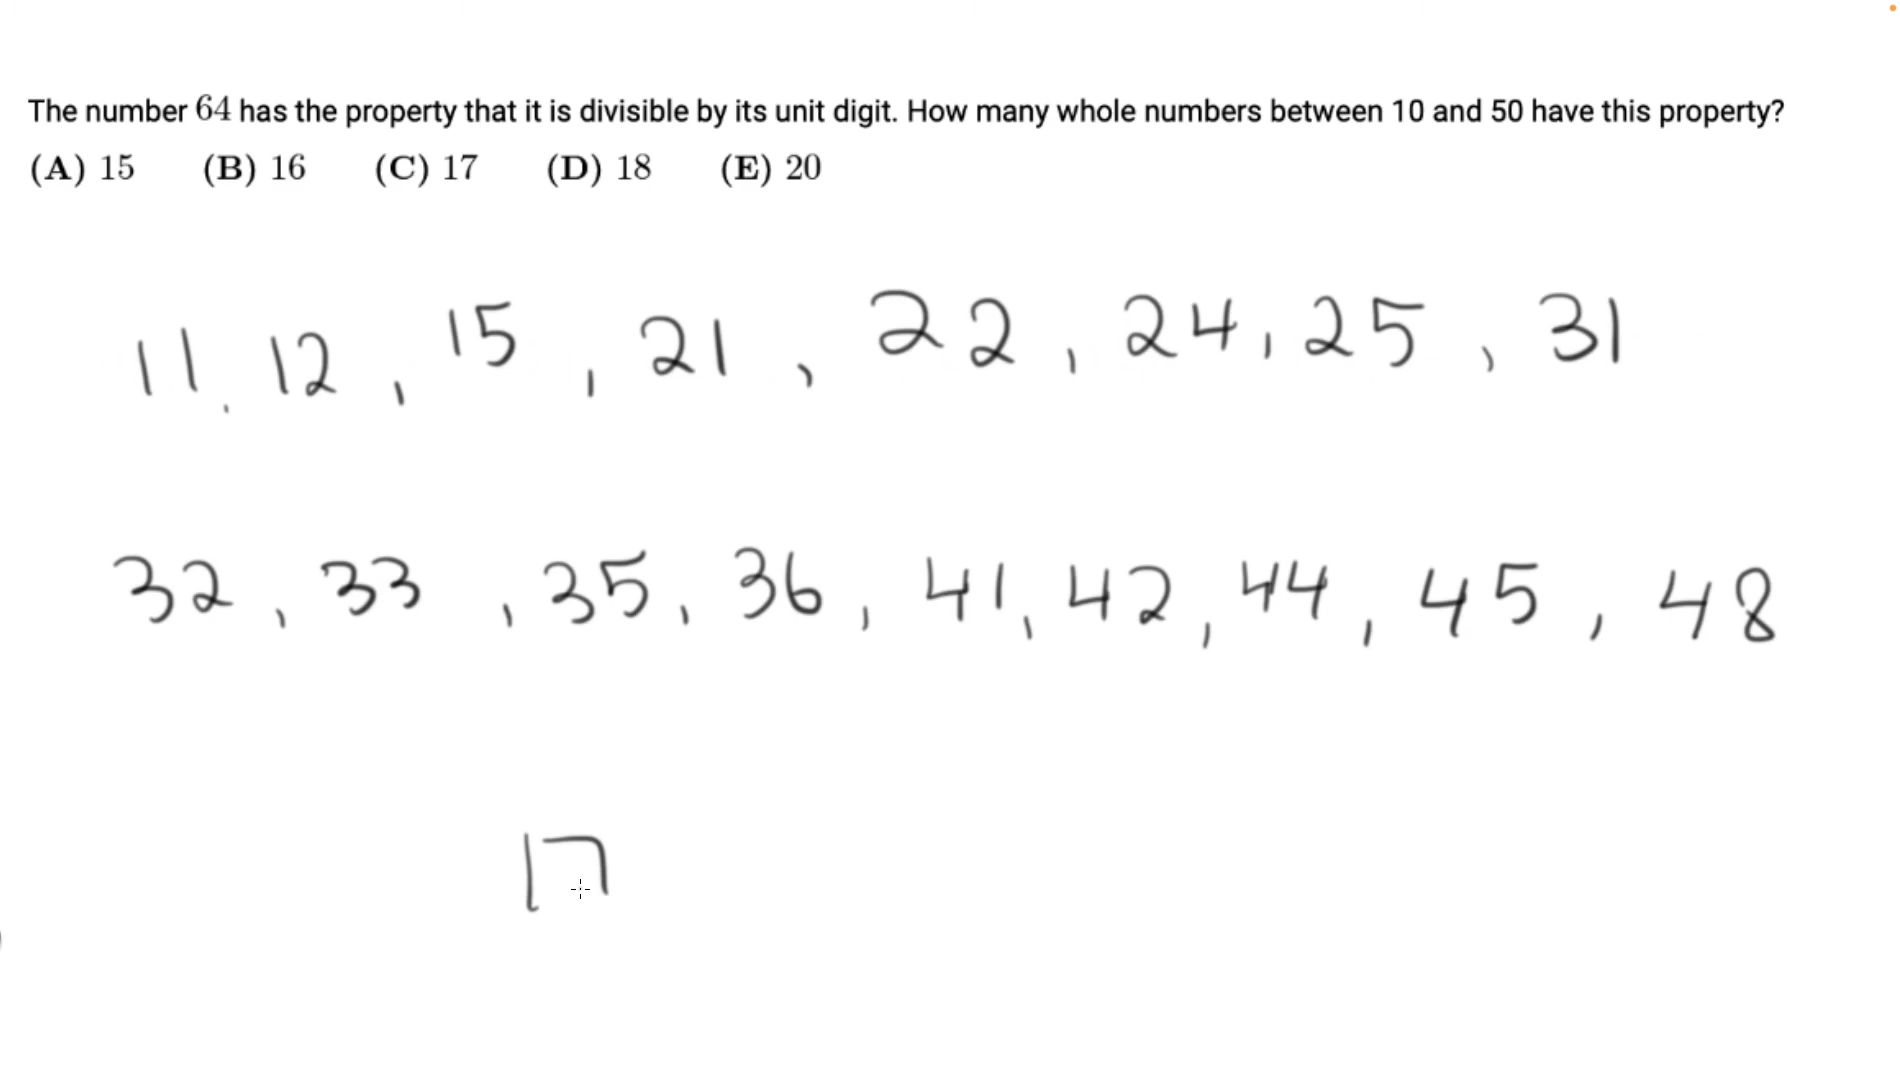 The number 64 has the property that it is divisible by its unit digit. How many whole numbers between 10 and 50 have this property?
(A) 15 (B) 16 (C) 17 (D) 18 (E) 20
11, 12, 15, 21, 22, 24, 25, 31
32, 33, 35, 36, 41, 42, 44, 45, 48
17